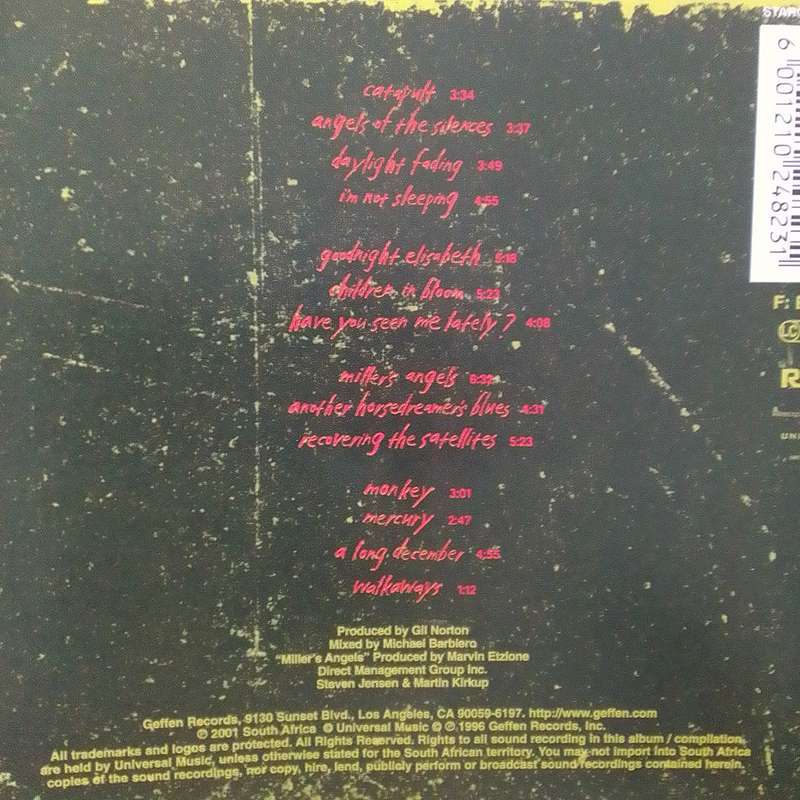 catapult 3:34
angels of the silences 3:37
daylight fading 3:49
i'm not sleeping 4:55
goodnight elisabeth 5:18
children in bloom 5:23
have you seen me lately? 4:08
miller's angels 6:32
another horsedreamer's blues 4:31
recovering the satellites 5:23
monkey 3:01
mercury 2:47
a long december 4:55
walkaways 1:12
Produced by Gil Norton
Mixed by Michael Barbiero
"Miller's Angels" Produced by Marvin Etzione
Direct Management Group Inc.
Steven Jensen & Martin Kirkup
Geffen Records, 9130 Sunset Blvd., Los Angeles, CA 90059-6197. http://www.geffen.com
℗ 2001 South Africa © Universal Music © ℗ 1996 Geffen Records, Inc.
All trademarks and logos are protected. All Rights Reserved. Rights to all sound recording in this album / compilation
are held by Universal Music, unless otherwise stated for the South African territory. You may not import into South Africa
copies of the sound recordings, nor copy, hire, lend, publicly perform or broadcast sound recordings contained herein.
STAR
6 001210 248231
F:
LC